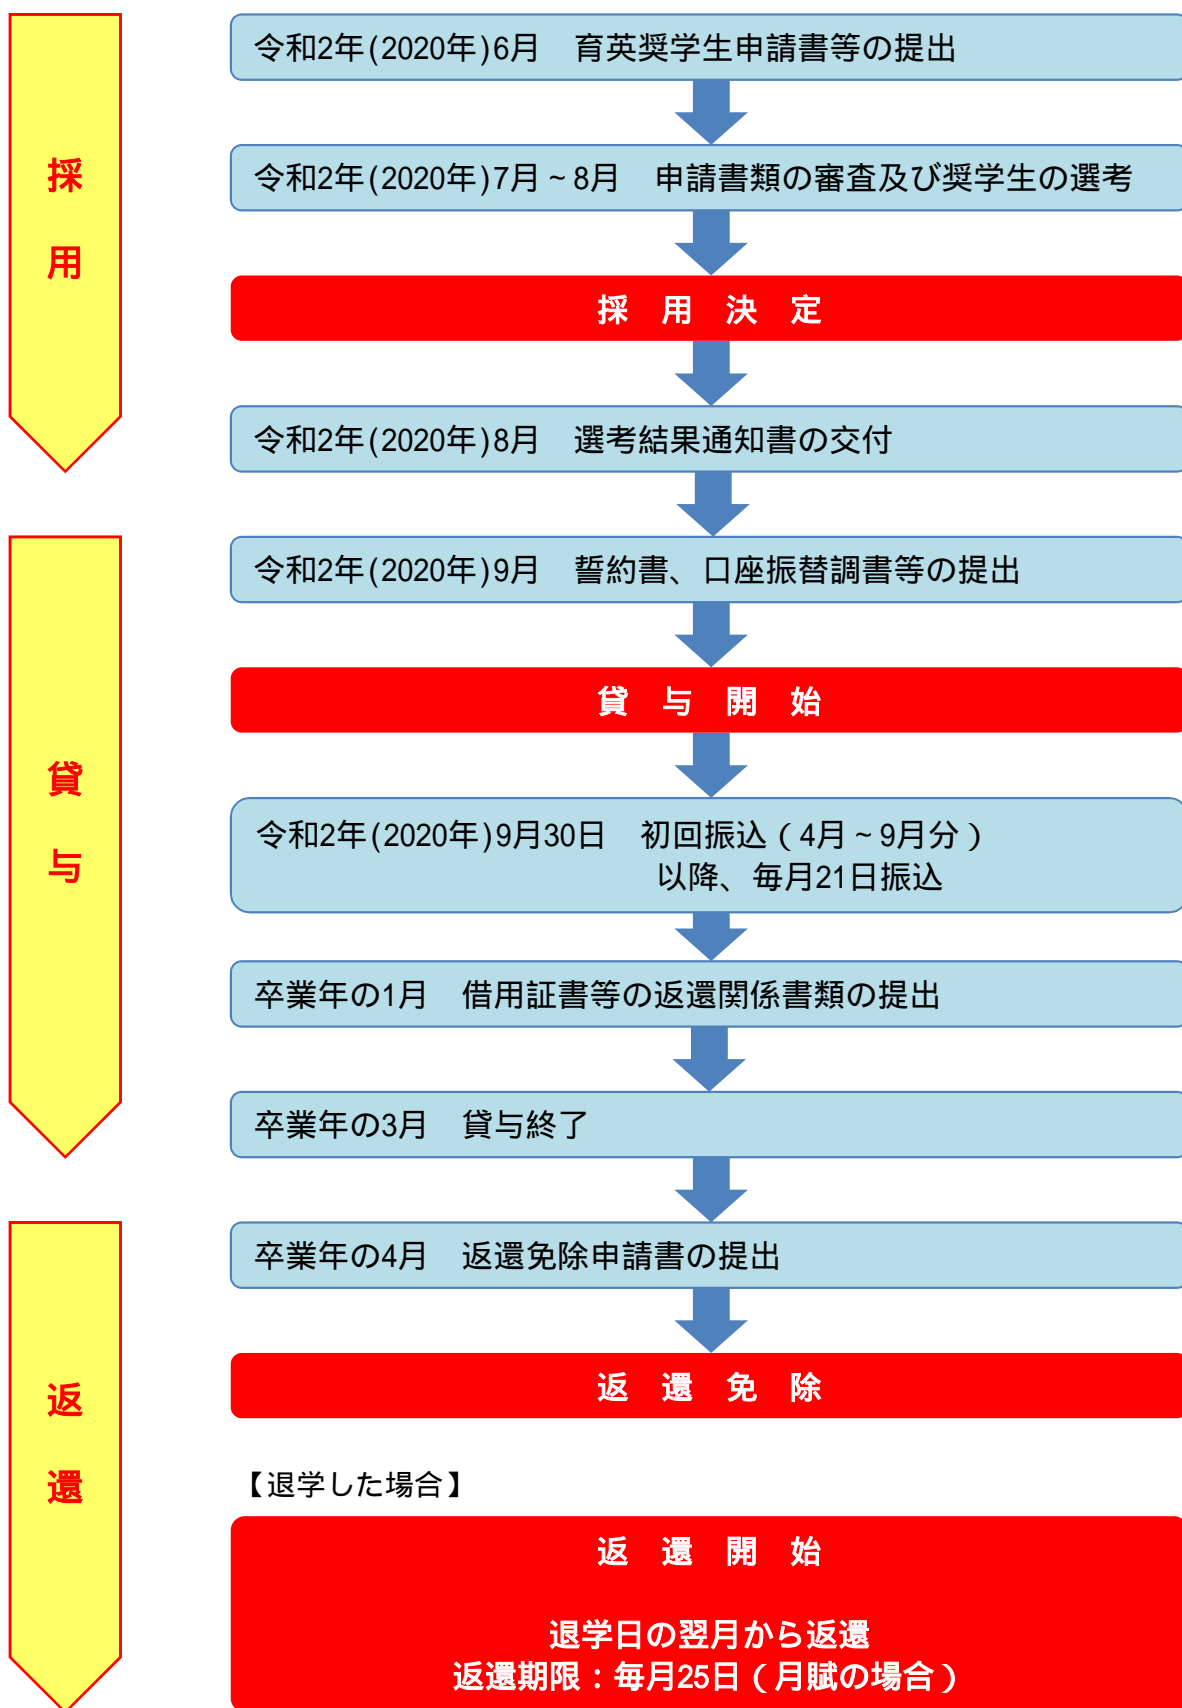 採用
令和2年(2020年)6月　育英奨学生申請書等の提出
令和2年(2020年)7月～8月　申請書類の審査及び奨学生の選考
採　用　決　定
令和2年(2020年)8月　選考結果通知書の交付
貸与
令和2年(2020年)9月　誓約書、口座振替調書等の提出
貸　与　開　始
令和2年(2020年)9月30日　初回振込（4月～9月分）
以降、毎月21日振込
卒業年の1月　借用証書等の返還関係書類の提出
卒業年の3月　貸与終了
返還
卒業年の4月　返還免除申請書の提出
返　還　免　除
【退学した場合】
返　還　開　始
退学日の翌月から返還
返還期限：毎月25日（月賦の場合）